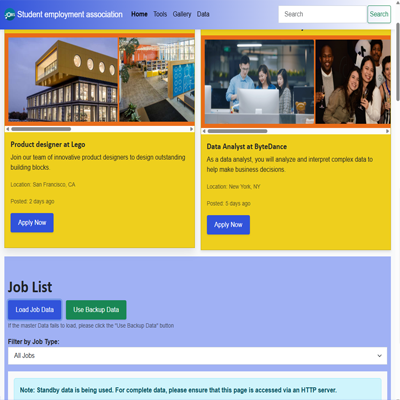 Student employment association Home Tools Gallery Data Search Search
Product designer at Lego
Join our team of innovative product designers to design outstanding
building blocks.
Location: San Francisco, CA
Posted: 2 days ago
Apply Now
Data Analyst at ByteDance
As a data analyst, you will analyze and interpret complex data to
help make business decisions.
Location: New York, NY
Posted: 5 days ago
Apply Now
Job List
Load Job Data Use Backup Data
If the master Data fails to load, please click the "Use Backup Data" button
Filter by Job Type:
All Jobs
Note: Standby data is being used. For complete data, please ensure that this page is accessed via an HTTP server.